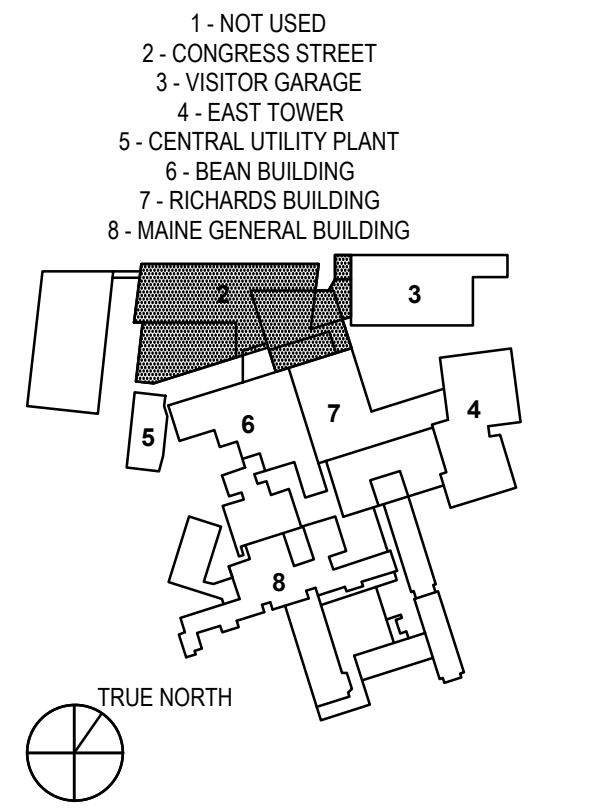 1 - NOT USED
2 - CONGRESS STREET
3 - VISITOR GARAGE
4 - EAST TOWER
5 - CENTRAL UTILITY PLANT
6 - BEAN BUILDING
7 - RICHARDS BUILDING
8 - MAINE GENERAL BUILDING
2
3
4
7
6
5
8
TRUE NORTH